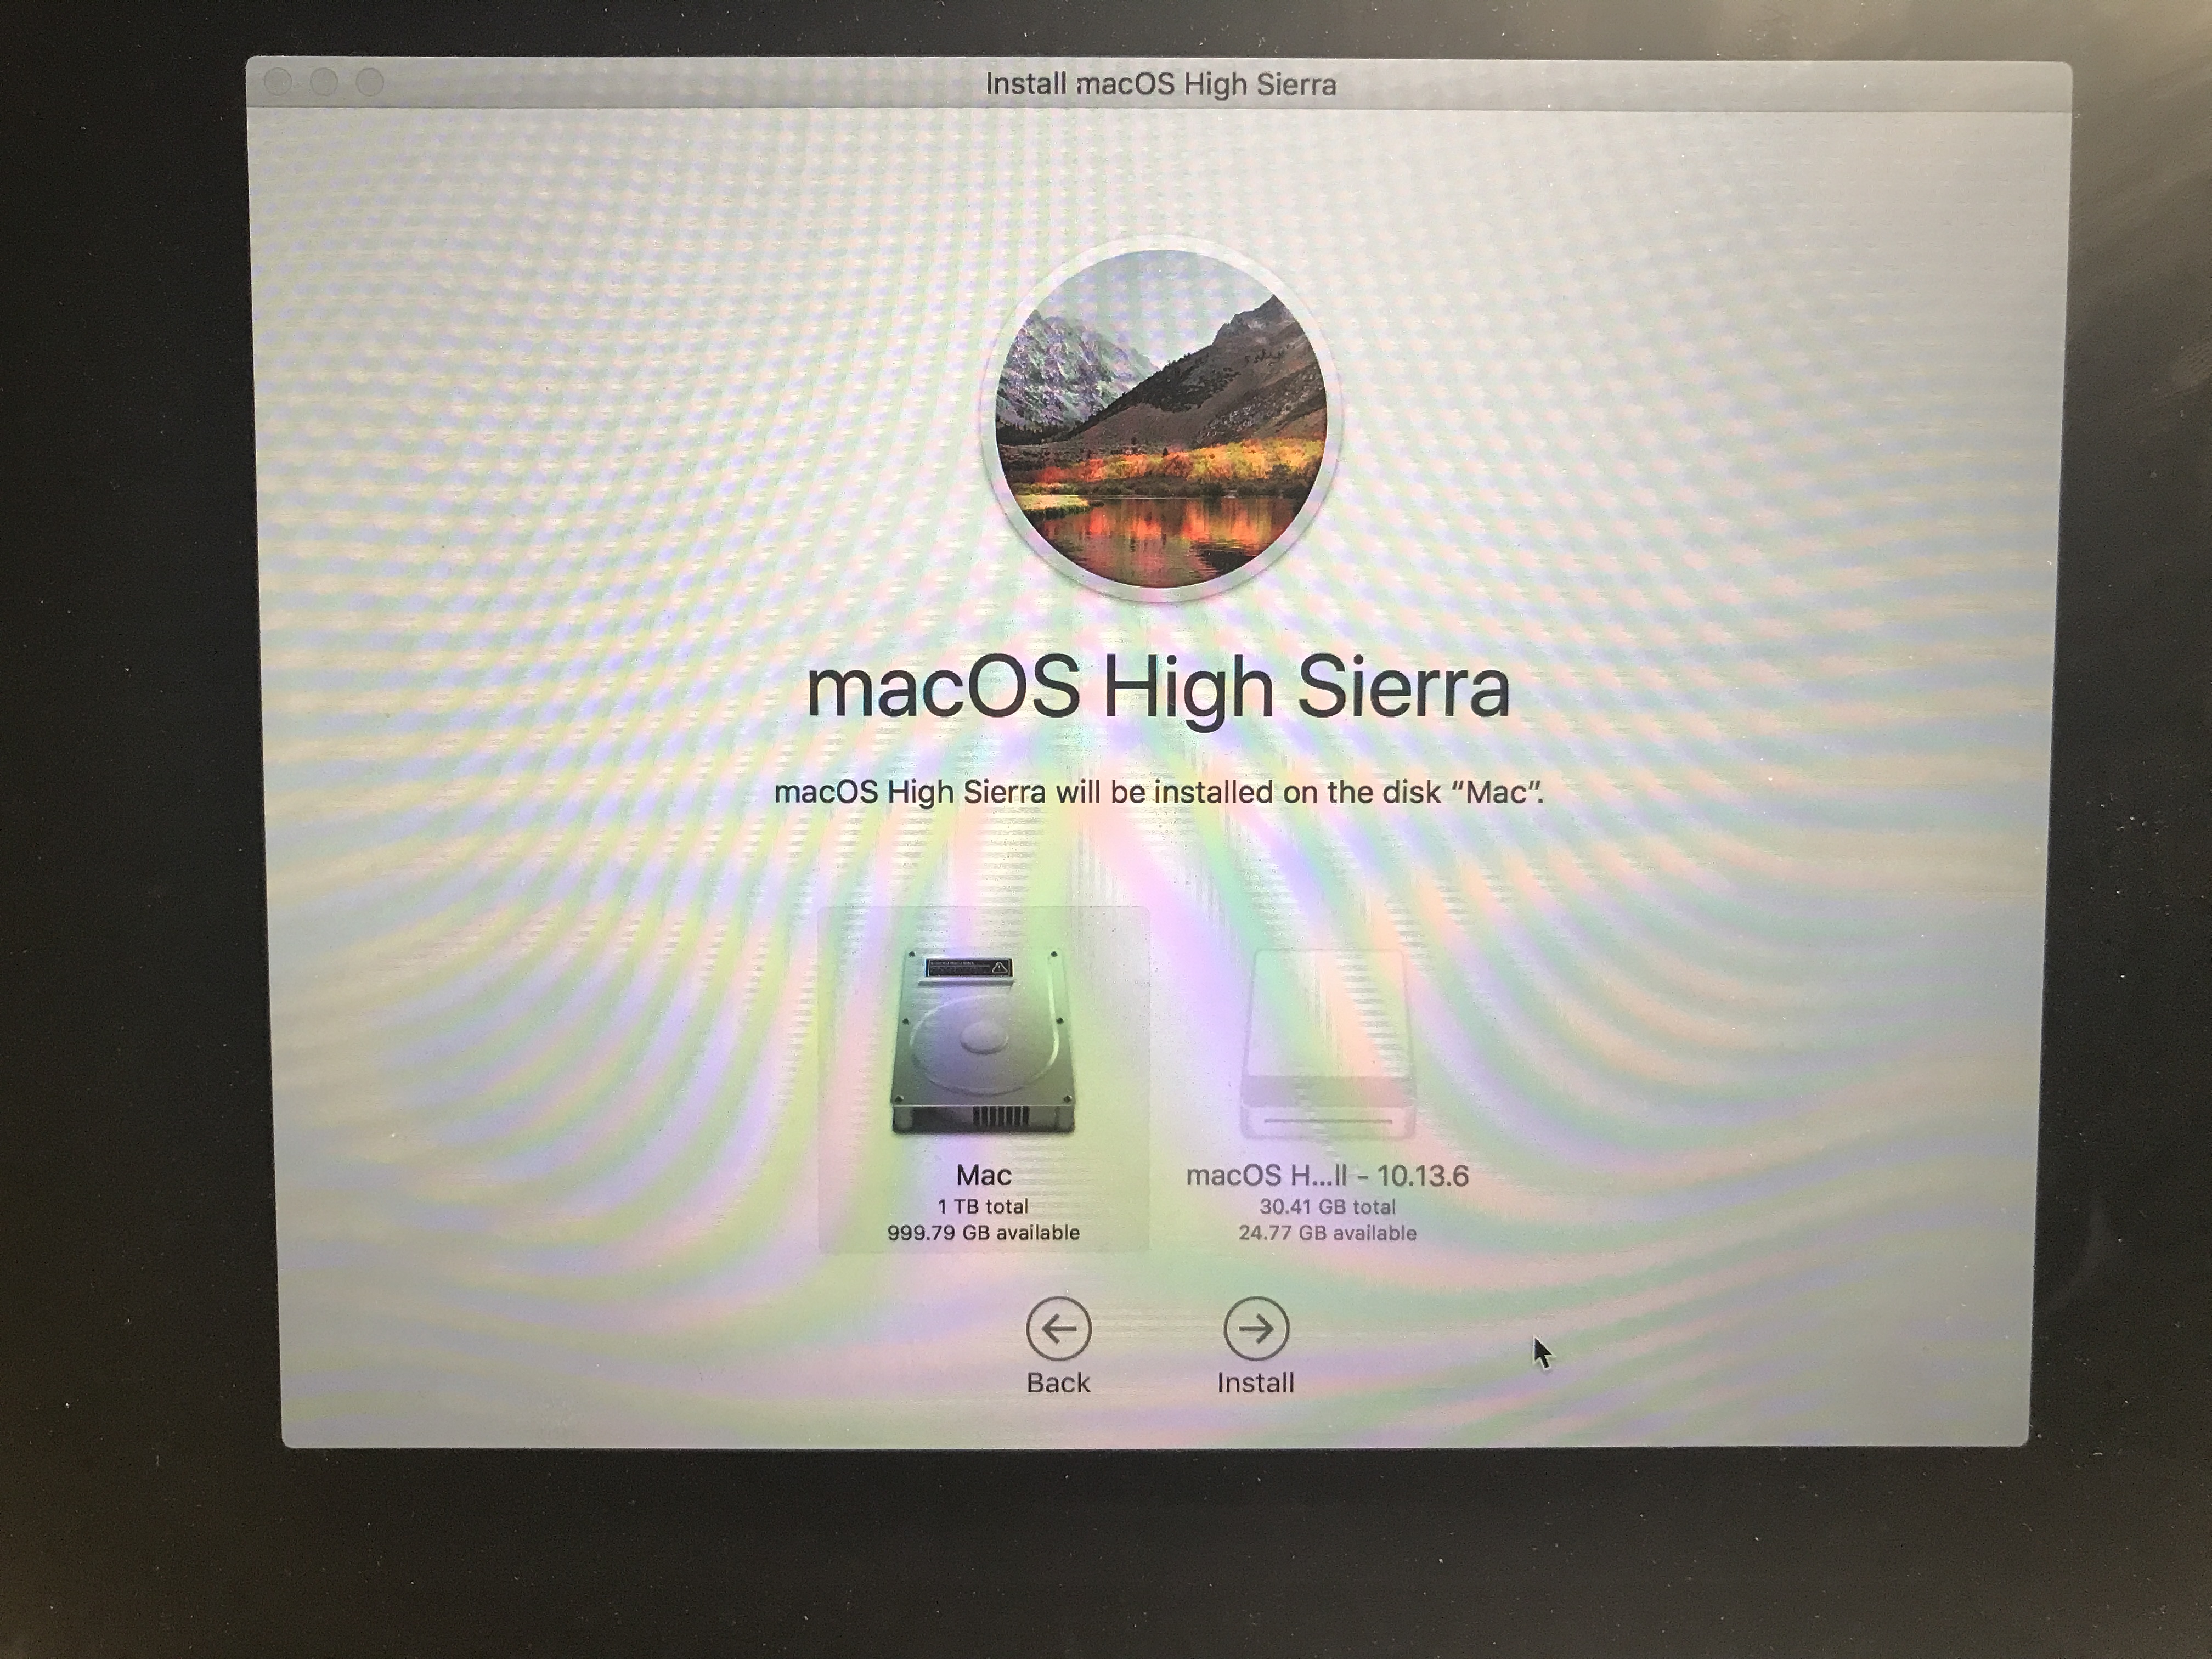 Install macOS High Sierra
macOS High Sierra
macOS High Sierra will be installed on the disk “Mac”.
Mac
1 TB total
999.79 GB available
macOS H...ll - 10.13.6
30.41 GB total
24.77 GB available
Back
Install